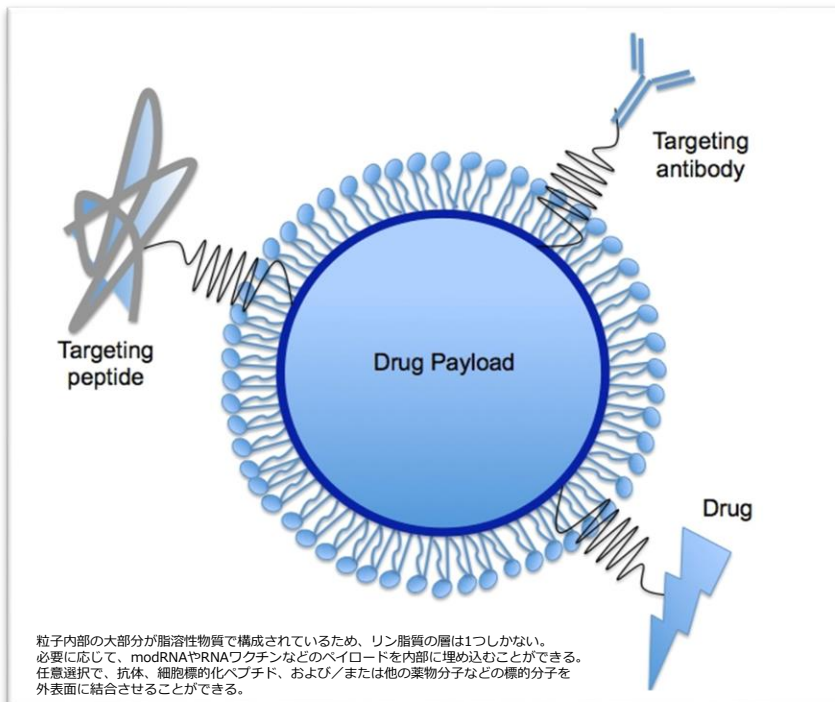 Targeting
antibody
Targeting
peptide
Drug Payload
Drug
粒子内部の大部分が脂溶性物質で構成されているため、リン脂質の層は1つしかない。
必要に応じて、modRNAやRNAワクチンなどのペイロードを内部に埋め込むことができる。
任意選択で、抗体、細胞標的化ペプチド、および／または他の薬物分子などの標的分子を
外表面に結合させることができる。